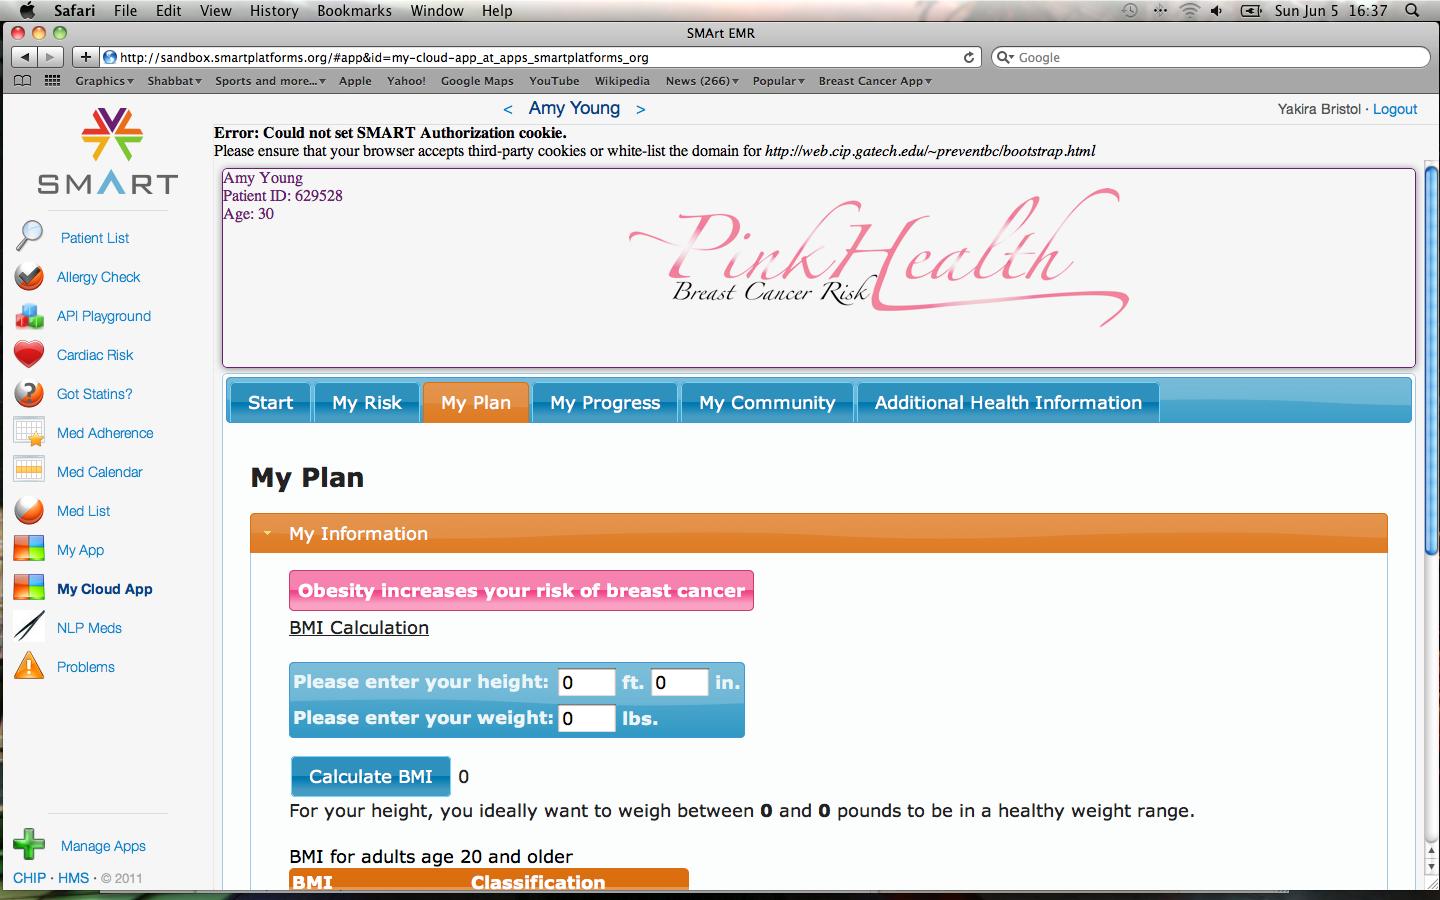 Safari File Edit View History Bookmarks Window Help Sun Jun 5 16:37
SMArt EMR
http://sandbox.smartplatforms.org/#app&id=my-cloud-app_at_apps_smartplatforms_org Google
Graphics Shabbat Sports and more... Apple Yahoo! Google Maps YouTube Wikipedia News (266) Popular Breast Cancer App
< Amy Young > Yakira Bristol · Logout
Error: Could not set SMART Authorization cookie.
Please ensure that your browser accepts third-party cookies or white-list the domain for http://web.cip.gatech.edu/~preventbc/bootstrap.html
SMART
Patient List
Allergy Check
API Playground
Cardiac Risk
Got Statins?
Med Adherence
Med Calendar
Med List
My App
My Cloud App
NLP Meds
Problems
Manage Apps
CHIP · HMS · © 2011
Amy Young
Patient ID: 629528
Age: 30
PinkHealth
Breast Cancer Risk
Start My Risk My Plan My Progress My Community Additional Health Information
My Plan
My Information
Obesity increases your risk of breast cancer
BMI Calculation
Please enter your height: 0 ft. 0 in.
Please enter your weight: 0 lbs.
Calculate BMI 0
For your height, you ideally want to weigh between 0 and 0 pounds to be in a healthy weight range.
BMI for adults age 20 and older
BMI Classification